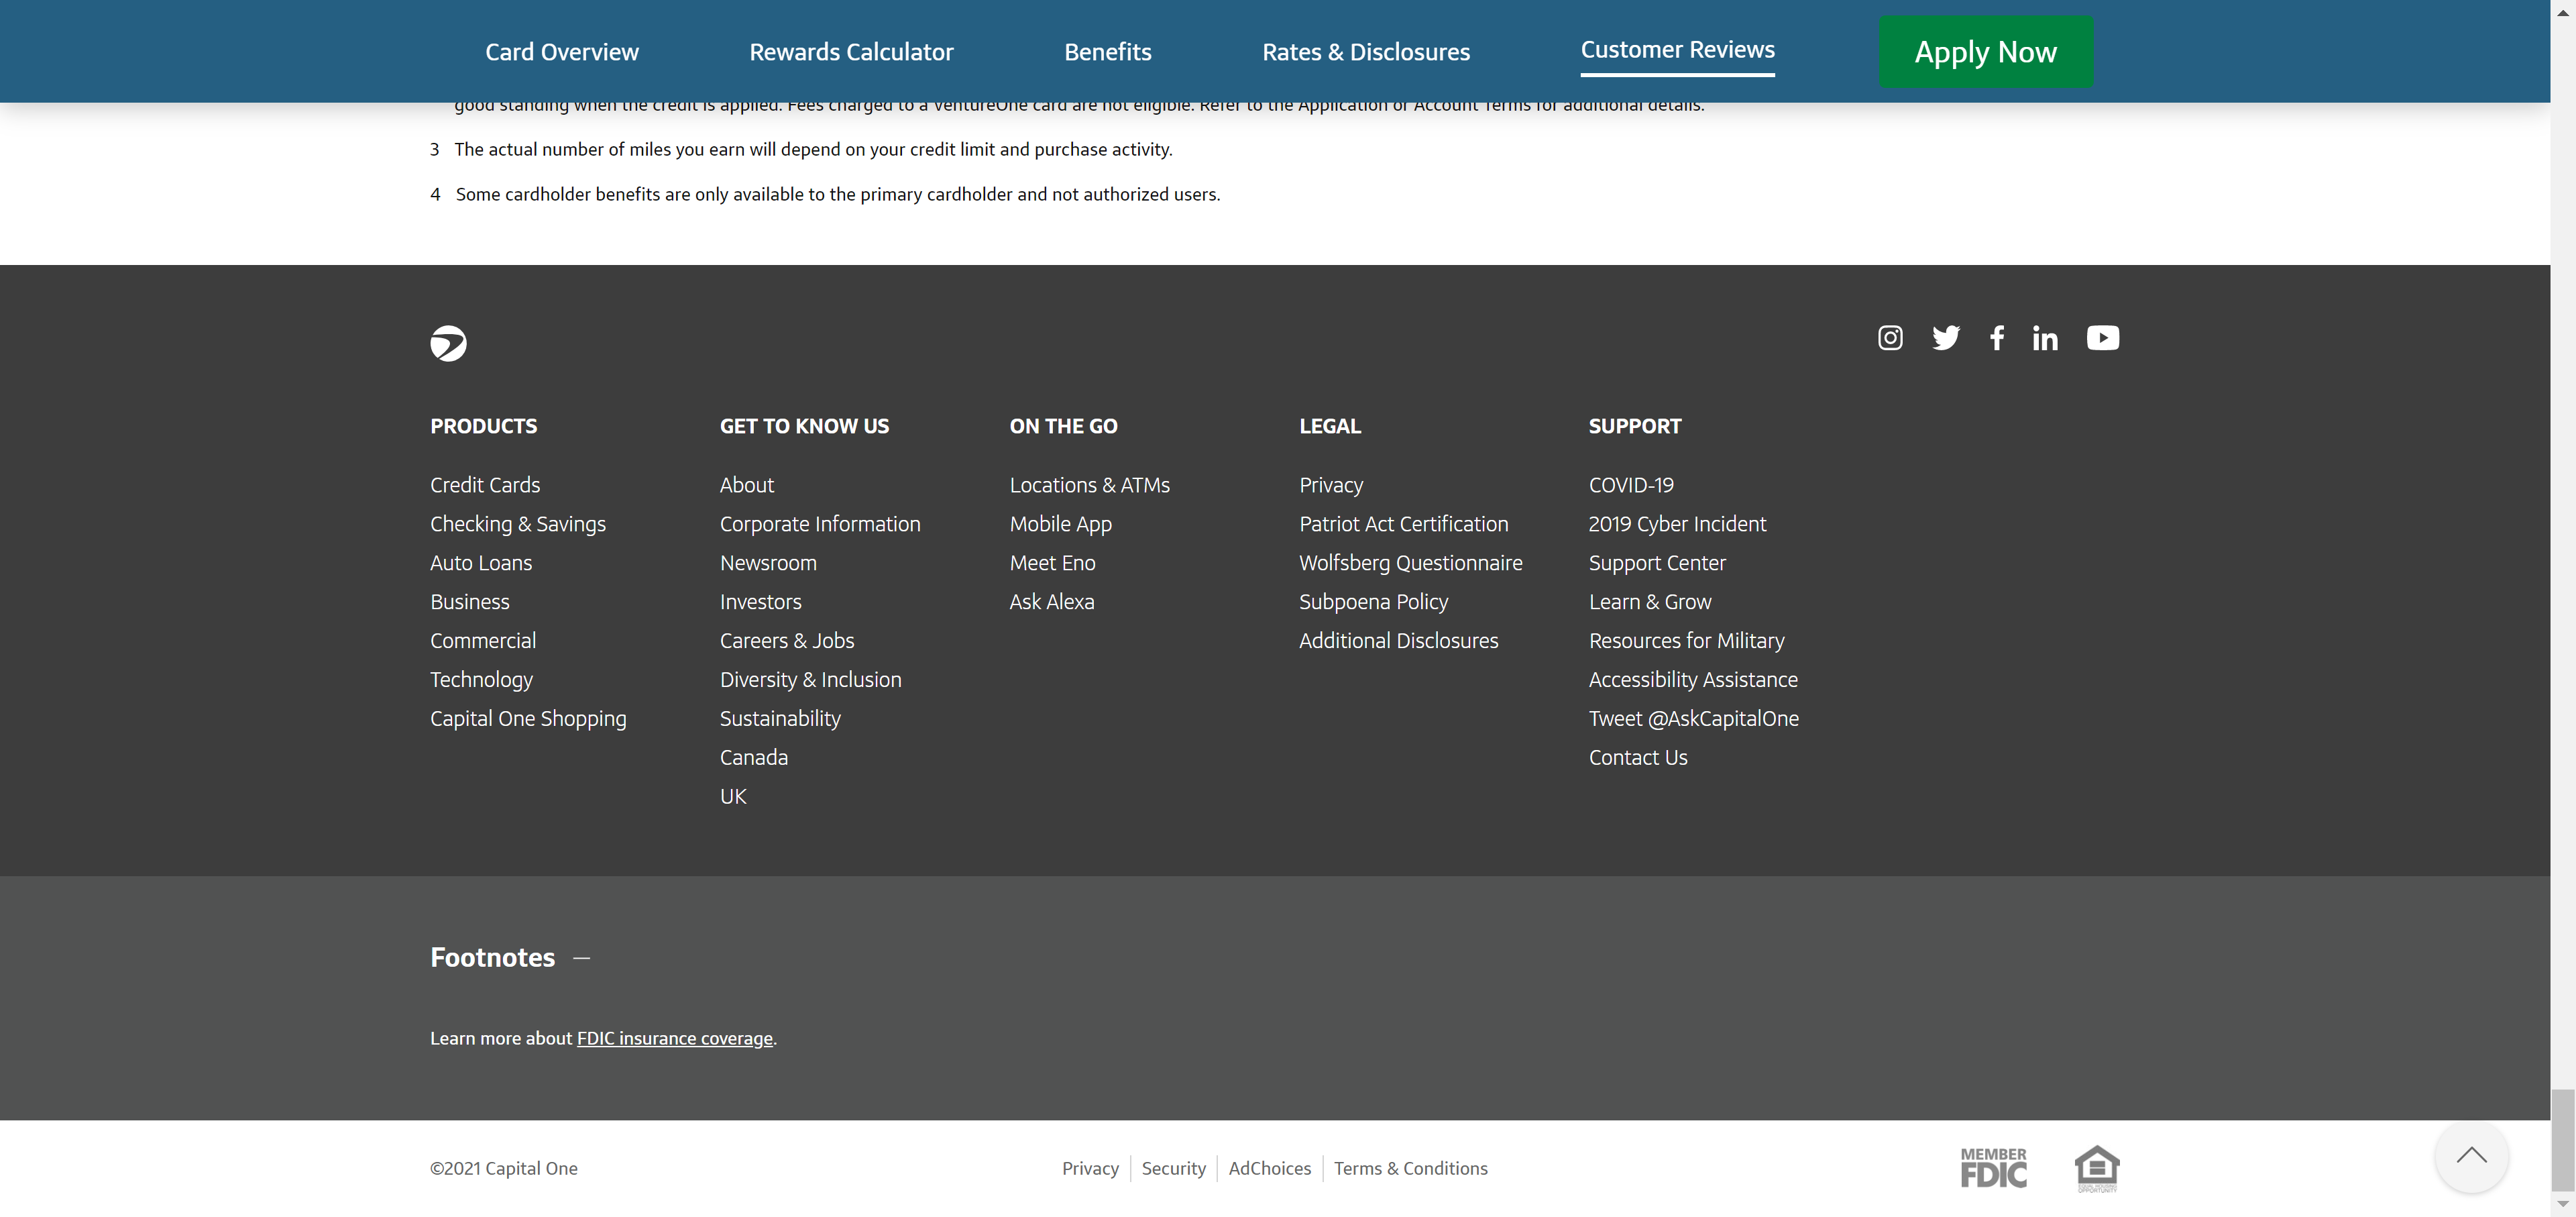 Card Overview Rewards Calculator Benefits Rates & Disclosures Customer Reviews Apply Now
good standing when the credit is applied. Fees charged to a VentureOne card are not eligible. Refer to the Application or Account Terms for additional details.
3 The actual number of miles you earn will depend on your credit limit and purchase activity.
4 Some cardholder benefits are only available to the primary cardholder and not authorized users.
PRODUCTS
Credit Cards
Checking & Savings
Auto Loans
Business
Commercial
Technology
Capital One Shopping
GET TO KNOW US
About
Corporate Information
Newsroom
Investors
Careers & Jobs
Diversity & Inclusion
Sustainability
Canada
UK
ON THE GO
Locations & ATMs
Mobile App
Meet Eno
Ask Alexa
LEGAL
Privacy
Patriot Act Certification
Wolfsberg Questionnaire
Subpoena Policy
Additional Disclosures
SUPPORT
COVID-19
2019 Cyber Incident
Support Center
Learn & Grow
Resources for Military
Accessibility Assistance
Tweet @AskCapitalOne
Contact Us
Footnotes
Learn more about FDIC insurance coverage.
©2021 Capital One
Privacy Security AdChoices Terms & Conditions
MEMBER
FDIC
EQUAL HOUSING
OPPORTUNITY